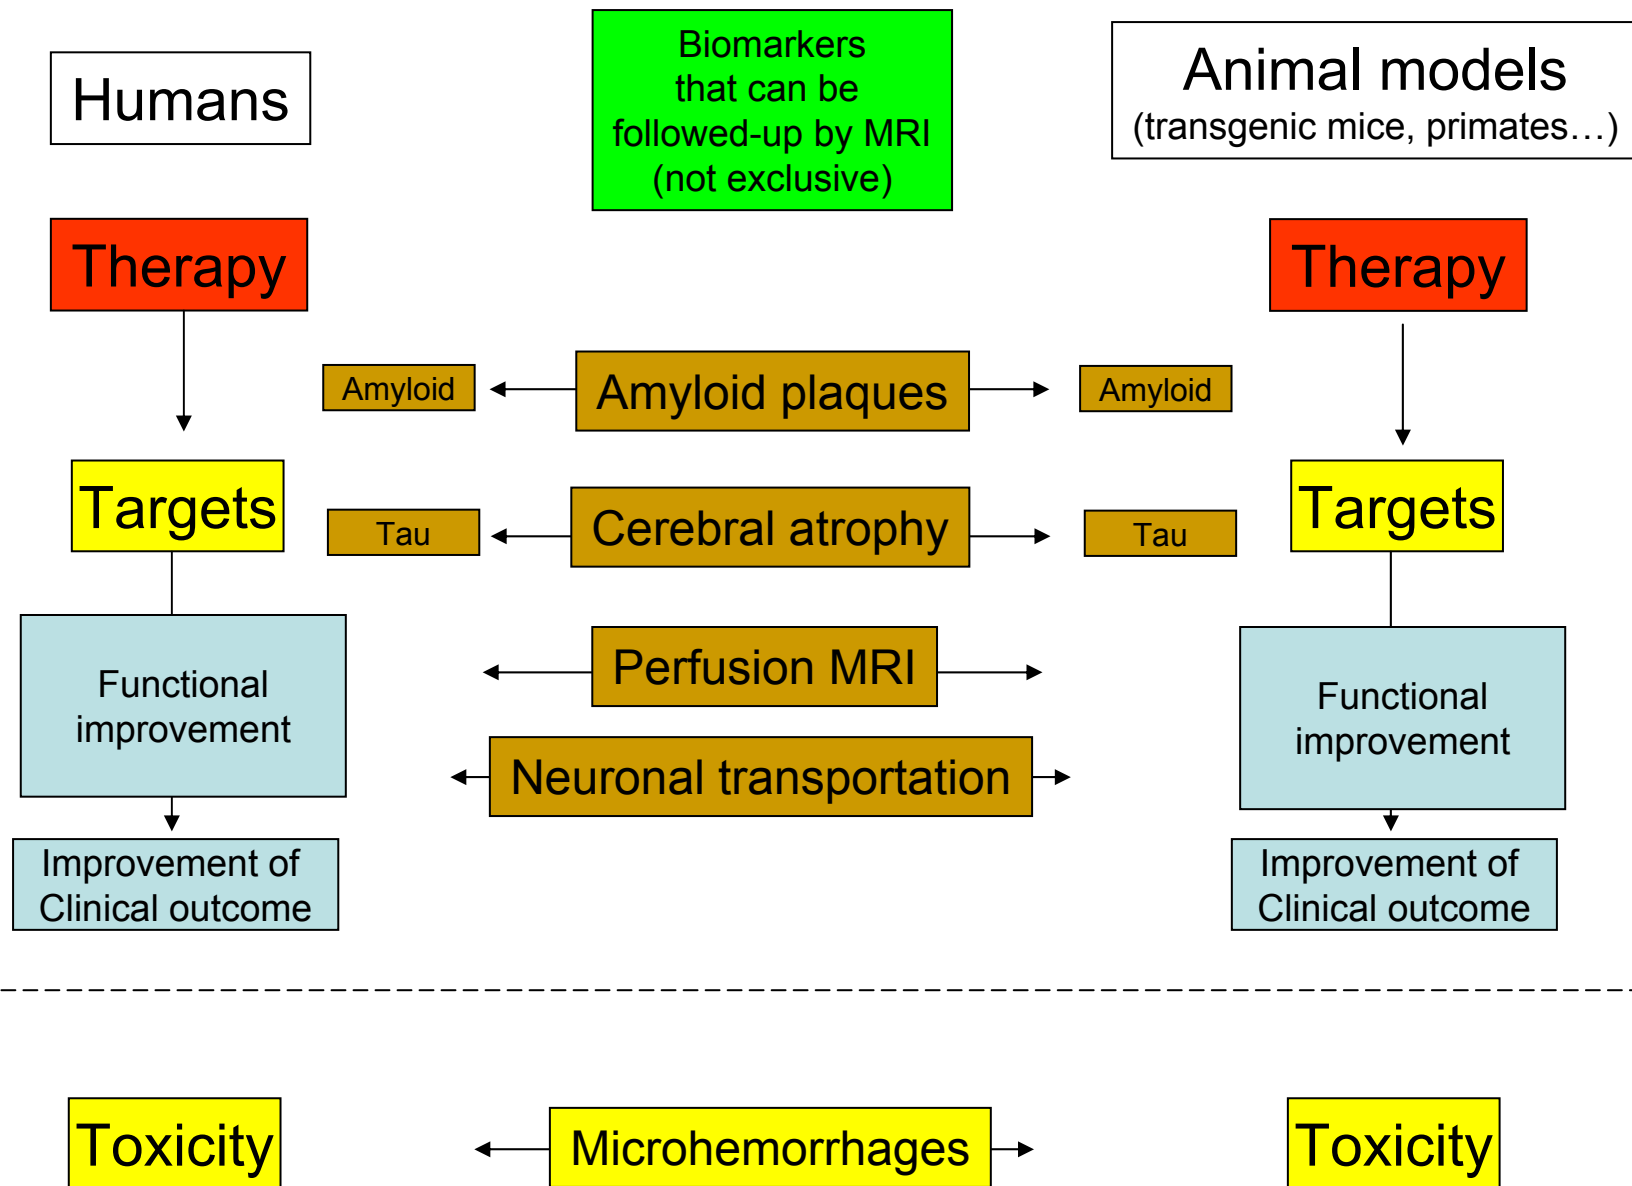 Humans
Biomarkers
that can be
followed-up by MRI
(not exclusive)
Animal models
(transgenic mice, primates…)
Therapy
Therapy
Amyloid
Amyloid plaques
Amyloid
Targets
Targets
Tau
Cerebral atrophy
Tau
Functional
improvement
Perfusion MRI
Functional
improvement
Neuronal transportation
Improvement of
Clinical outcome
Improvement of
Clinical outcome
Toxicity
Microhemorrhages
Toxicity